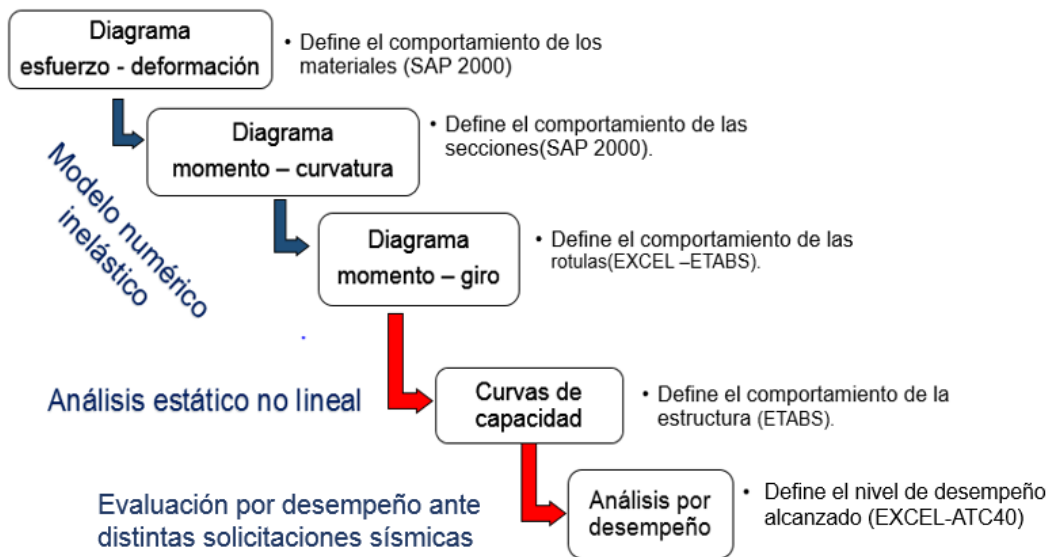 Diagrama
esfuerzo - deformación
• Define el comportamiento de los
materiales (SAP 2000)
Diagrama
momento – curvatura
• Define el comportamiento de las
secciones(SAP 2000).
Modelo numérico
inelástico
Diagrama
momento – giro
• Define el comportamiento de las
rotulas(EXCEL –ETABS).
Análisis estático no lineal
Curvas de
capacidad
• Define el comportamiento de la
estructura (ETABS).
Evaluación por desempeño ante
distintas solicitaciones sísmicas
Análisis por
desempeño
• Define el nivel de desempeño
alcanzado (EXCEL-ATC40)